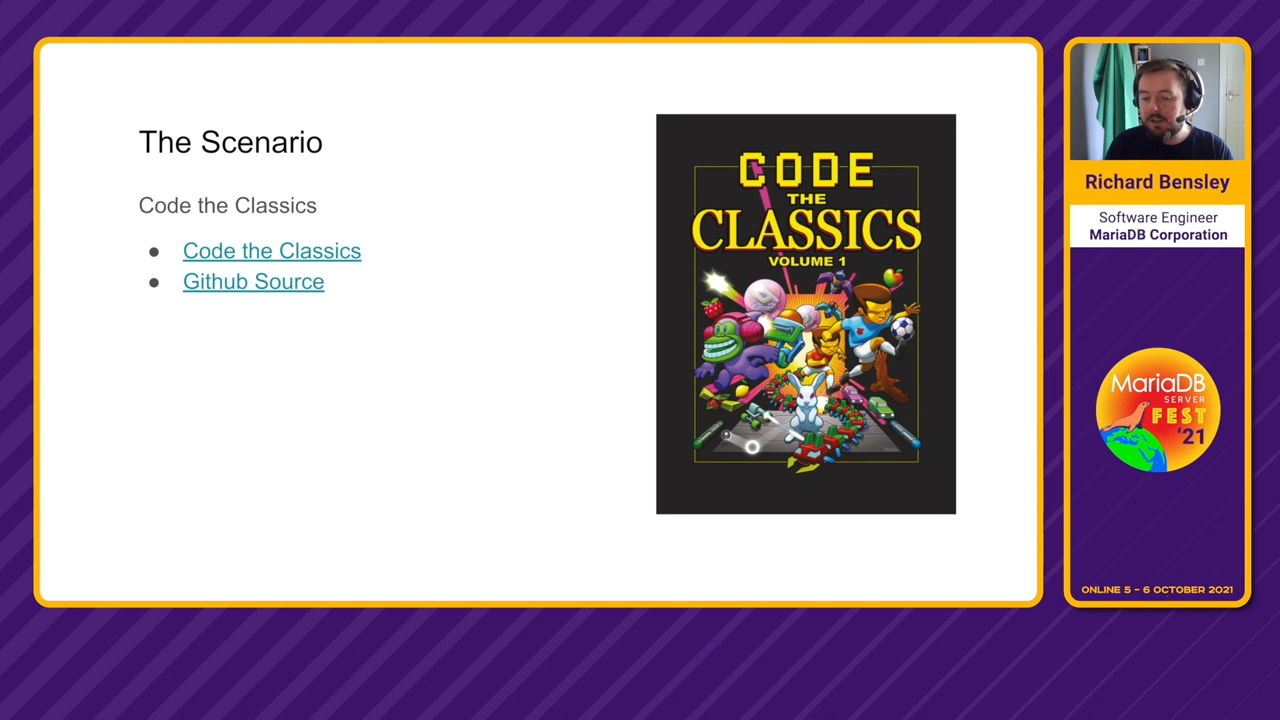 The Scenario
Code the Classics
● Code the Classics
● Github Source
CODE
THE
CLASSICS
VOLUME 1
Richard Bensley
Software Engineer
MariaDB Corporation
MariaDB
SERVER
FEST
'21
ONLINE 5 – 6 OCTOBER 2021